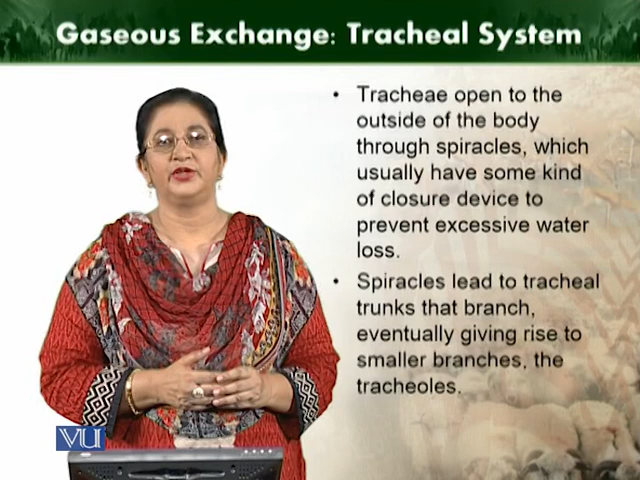 Gaseous Exchange: Tracheal System
• Tracheae open to the
outside of the body
through spiracles, which
usually have some kind
of closure device to
prevent excessive water
loss.
• Spiracles lead to tracheal
trunks that branch,
eventually giving rise to
smaller branches, the
tracheoles.
VU